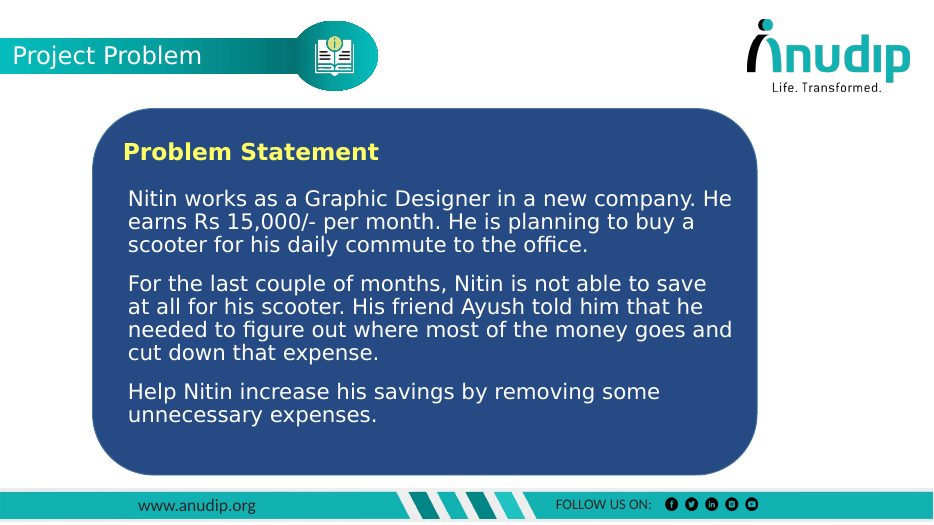 Project Problem
anudip
Life. Transformed.
Problem Statement
Nitin works as a Graphic Designer in a new company. He
earns Rs 15,000/- per month. He is planning to buy a
scooter for his daily commute to the office.
For the last couple of months, Nitin is not able to save
at all for his scooter. His friend Ayush told him that he
needed to figure out where most of the money goes and
cut down that expense.
Help Nitin increase his savings by removing some
unnecessary expenses.
www.anudip.org
FOLLOW US ON: